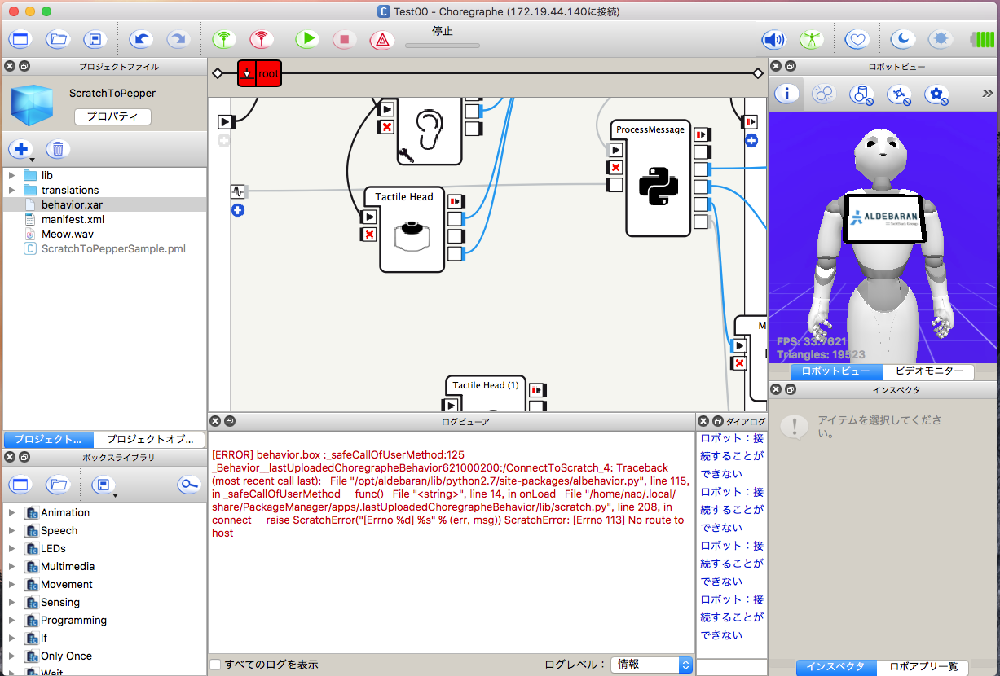 Test00 - Choregraphe (172.19.44.140に接続)
停止
プロジェクトファイル
ScratchToPepper
プロパティ
lib
translations
behavior.xar
manifest.xml
Meow.wav
ScratchToPepperSample.pml
プロジェクト...
プロジェクトオブ...
ボックスライブラリ
Animation
Speech
LEDs
Multimedia
Movement
Sensing
Programming
If
Only Once
Wait
root
ProcessMessage
Tactile Head
M
Tactile Head (1)
ログビューア
[ERROR] behavior.box :_safeCallOfUserMethod:125
_Behavior__lastUploadedChoregrapheBehavior621000200:/ConnectToScratch_4: Traceback
(most recent call last): File "/opt/aldebaran/lib/python2.7/site-packages/albehavior.py", line 115,
in _safeCallOfUserMethod func() File "<string>", line 14, in onLoad File "/home/nao/.local/
share/PackageManager/apps/.lastUploadedChoregrapheBehavior/lib/scratch.py", line 208, in
connect raise ScratchError("[Errno %d] %s" % (err, msg)) ScratchError: [Errno 113] No route to
host
すべてのログを表示
ログレベル：
情報
ダイアログ
ロボット：接
続することが
できない
ロボット：接
続することが
できない
ロボット：接
続することが
できない
ロボット：接
続することが
できない
ロボットビュー
ALDEBARAN
FPS: 33.7621
Triangles: 19523
ロボットビュー
ビデオモニター
インスペクタ
アイテムを選択してくださ
い。
インスペクタ
ロボアプリ一覧